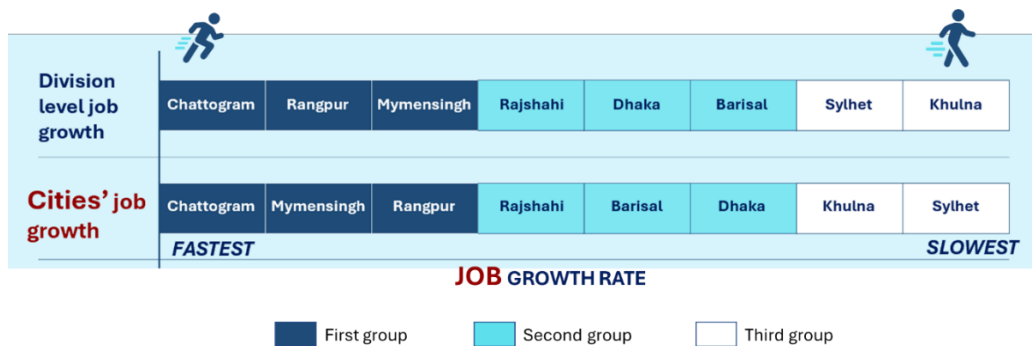 Division
level job
growth
Chattogram Rangpur Mymensingh Rajshahi Dhaka Barisal Sylhet Khulna
Cities' job
growth
Chattogram Mymensingh Rangpur Rajshahi Barisal Dhaka Khulna Sylhet
FASTEST SLOWEST
JOB GROWTH RATE
First group Second group Third group